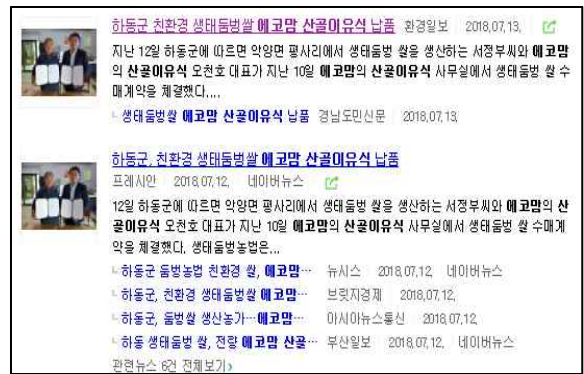 하동군 친환경 생태둠벙쌀 에코맘 산골이유식 납품 환경일보 2018.07.13.
지난 12일 하동군에 따르면 악양면 평사리에서 생태둠벙 쌀을 생산하는 서정부씨와 에코맘
의 산골이유식 오천호 대표가 지난 10일 에코맘의 산골이유식 사무실에서 생태둠벙 쌀 수
매계약을 체결했다....
생태둠벙쌀 에코맘 산골이유식 납품 경남도민신문 2018.07.13.
하동군, 친환경 생태둠벙쌀 에코맘 산골이유식 납품
프레시안 2018.07.12. 네이버뉴스
12일 하동군에 따르면 악양면 평사리에서 생태둠벙 쌀을 생산하는 서정부씨와 에코맘의 산
골이유식 오천호 대표가 지난 10일 에코맘의 산골이유식 사무실에서 생태둠벙 쌀 수매계
약을 체결했다. 생태둠벙농법은...
하동군 둠벙농법 친환경 쌀, 에코맘… 뉴시스 2018.07.12. 네이버뉴스
하동군, 친환경 생태둠벙쌀 에코맘… 브릿지경제 2018.07.12.
하동군, 둠벙쌀 생산농가…에코맘… 아시아뉴스통신 2018.07.12.
하동 생태둠벙 쌀, 전량 에코맘 산골… 부산일보 2018.07.12. 네이버뉴스
관련뉴스 6건 전체보기>